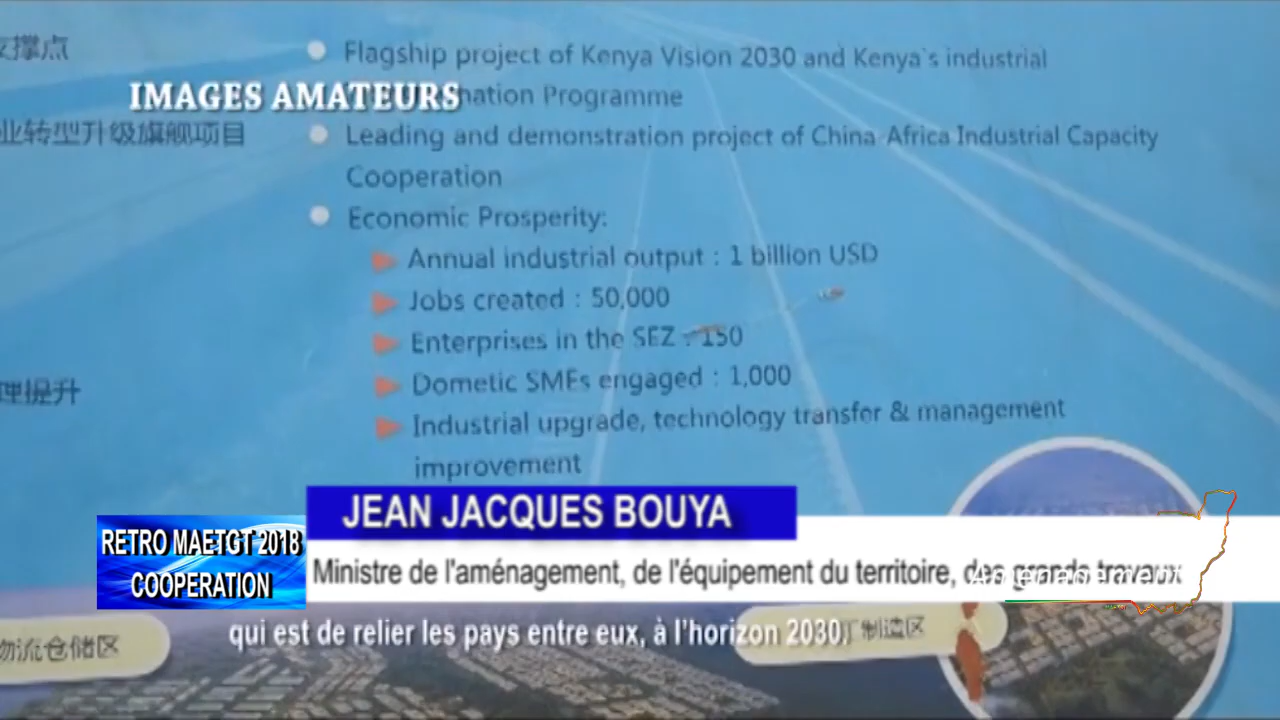 撑点
Flagship project of Kenya Vision 2030 and Kenya`s industrial
IMAGES AMATEURS
Programme
业转型升级旗舰项目
Leading and demonstration project of China Africa Industrial Capacity
Cooperation
Economic Prosperity:
Annual industrial output : 1 billion USD
Jobs created : 50,000
Enterprises in the SEZ : 150
Dometic SMEs engaged : 1,000
理提升
Industrial upgrade, technology transfer & management
improvement
JEAN JACQUES BOUYA
RETRO MAETGT 2018
COOPERATION
Ministre de l'aménagement, de l'équipement du territoire, des grands travaux
Aménagement
qui est de relier les pays entre eux, à l'horizon 2030,
物流仓储区
制造区